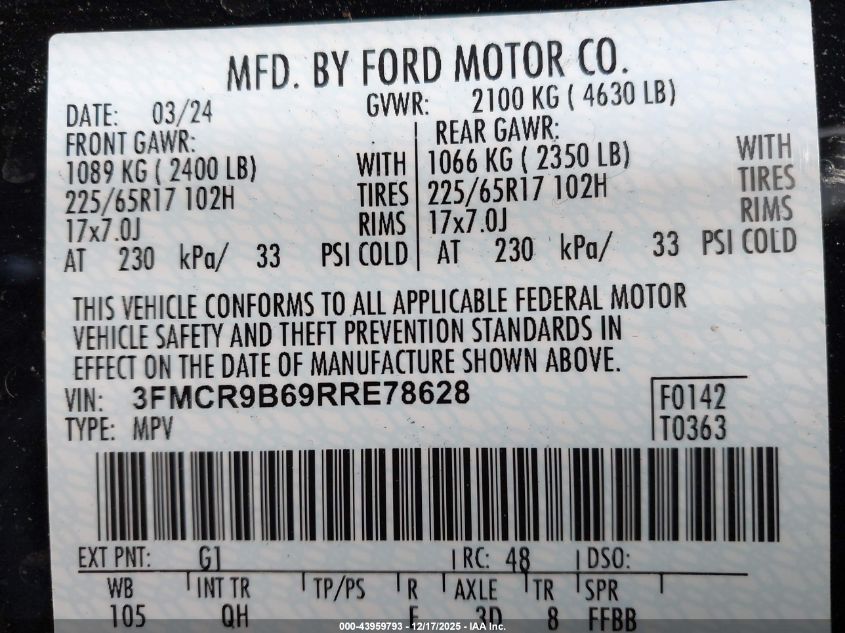 MFD. BY FORD MOTOR CO.
DATE: 03/24 GVWR: 2100 KG ( 4630 LB)
FRONT GAWR: REAR GAWR:
1089 KG ( 2400 LB) WITH 1066 KG ( 2350 LB) WITH
225/65R17 102H TIRES 225/65R17 102H TIRES
17x7.0J RIMS 17x7.0J RIMS
AT 230 kPa/ 33 PSI COLD AT 230 kPa/ 33 PSI COLD
THIS VEHICLE CONFORMS TO ALL APPLICABLE FEDERAL MOTOR
VEHICLE SAFETY AND THEFT PREVENTION STANDARDS IN
EFFECT ON THE DATE OF MANUFACTURE SHOWN ABOVE.
VIN: 3FMCR9B69RRE78628 F0142
TYPE: MPV T0363
EXT PNT: G1 RC: 48 DSO:
WB INT TR TP/PS R AXLE TR SPR
105 QH F 3D 8 FFBB
000-43959793 - 12/17/2025 - IAA Inc.